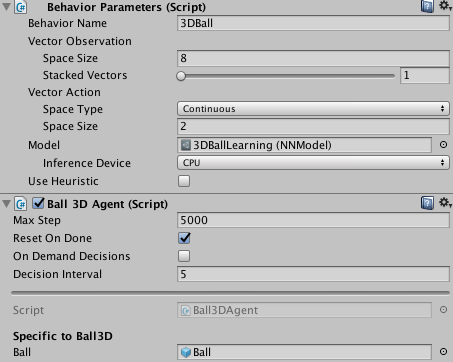 Behavior Parameters (Script)
Behavior Name 3DBall
Vector Observation
Space Size 8
Stacked Vectors 1
Vector Action
Space Type Continuous
Space Size 2
Model 3DBallLearning (NNModel)
Inference Device CPU
Use Heuristic
Ball 3D Agent (Script)
Max Step 5000
Reset On Done
On Demand Decisions
Decision Interval 5
Script Ball3DAgent
Specific to Ball3D
Ball Ball